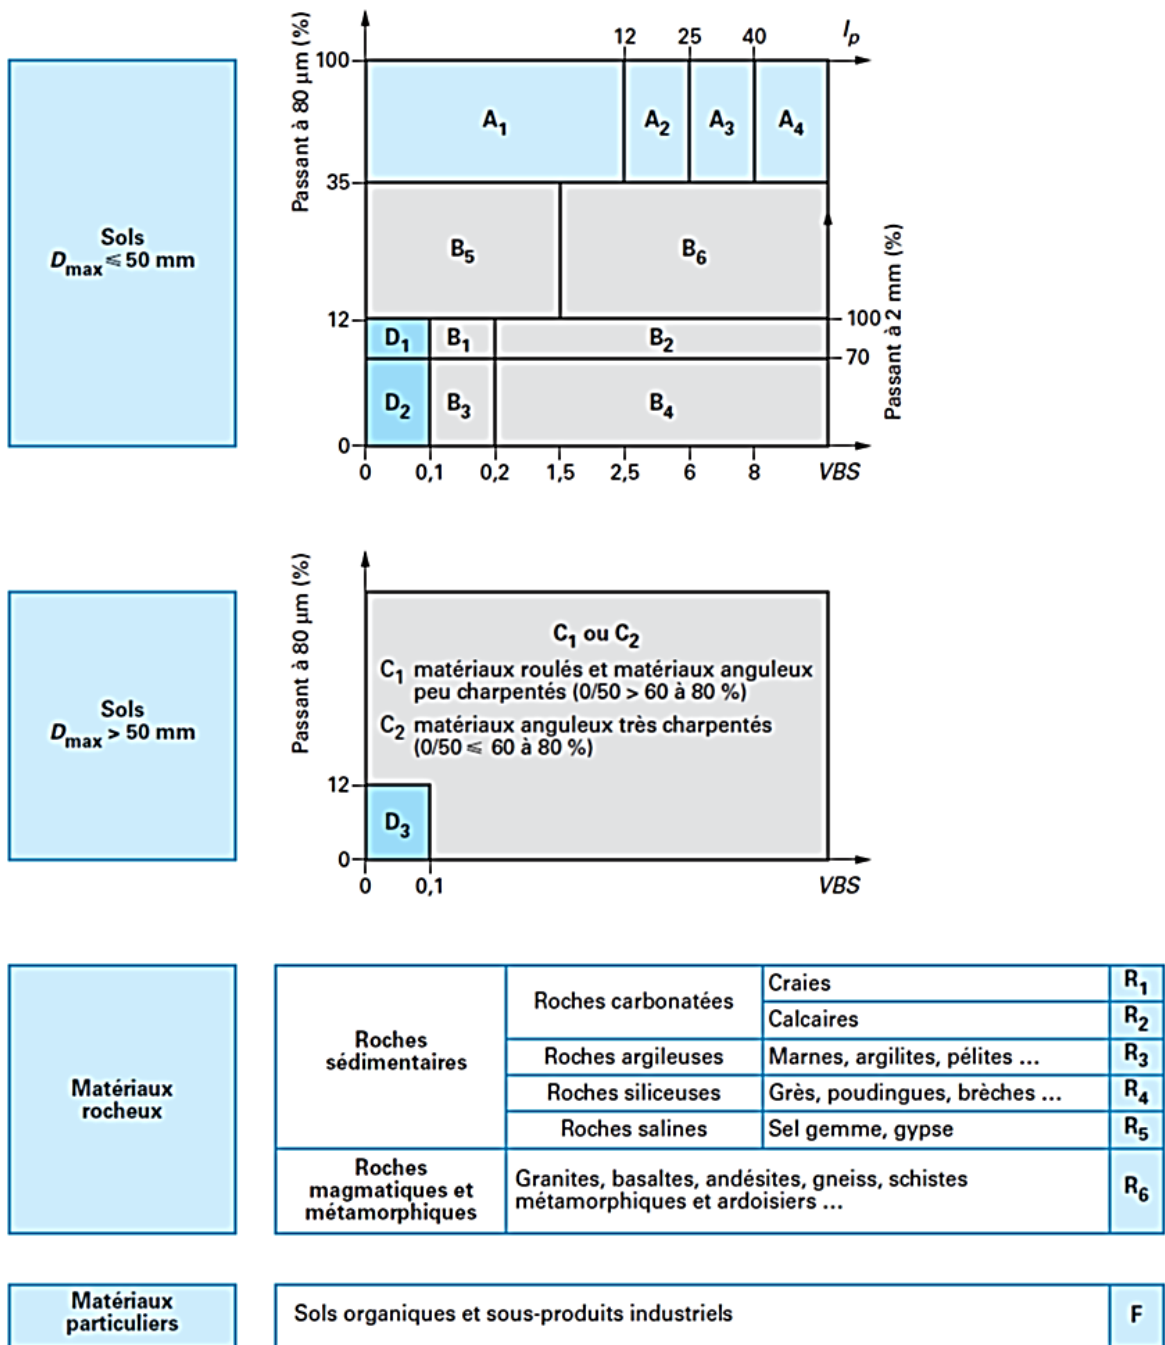 Passant à 80 µm (%)
12 25 40 Ip
100
A1 A2 A3 A4
35
Sols
Dmax ⩽ 50 mm
B5 B6
Passant à 2 mm (%)
12
100
D1 B1 B2
70
D2 B3 B4
0
0 0,1 0,2 1,5 2,5 6 8 VBS
Passant à 80 µm (%)
Sols
Dmax > 50 mm
C1 ou C2
C1 matériaux roulés et matériaux anguleux
peu charpentés (0/50 > 60 à 80 %)
C2 matériaux anguleux très charpentés
(0/50 ⩽ 60 à 80 %)
12
D3
0
0 0,1 VBS
Matériaux
rocheux
Roches
sédimentaires
Roches carbonatées
Craies R1
Calcaires R2
Roches argileuses Marnes, argilites, pélites ... R3
Roches siliceuses Grès, poudingues, brèches ... R4
Roches salines Sel gemme, gypse R5
Roches
magmatiques et
métamorphiques
Granites, basaltes, andésites, gneiss, schistes
métamorphiques et ardoisiers ...
R6
Matériaux
particuliers
Sols organiques et sous-produits industriels F